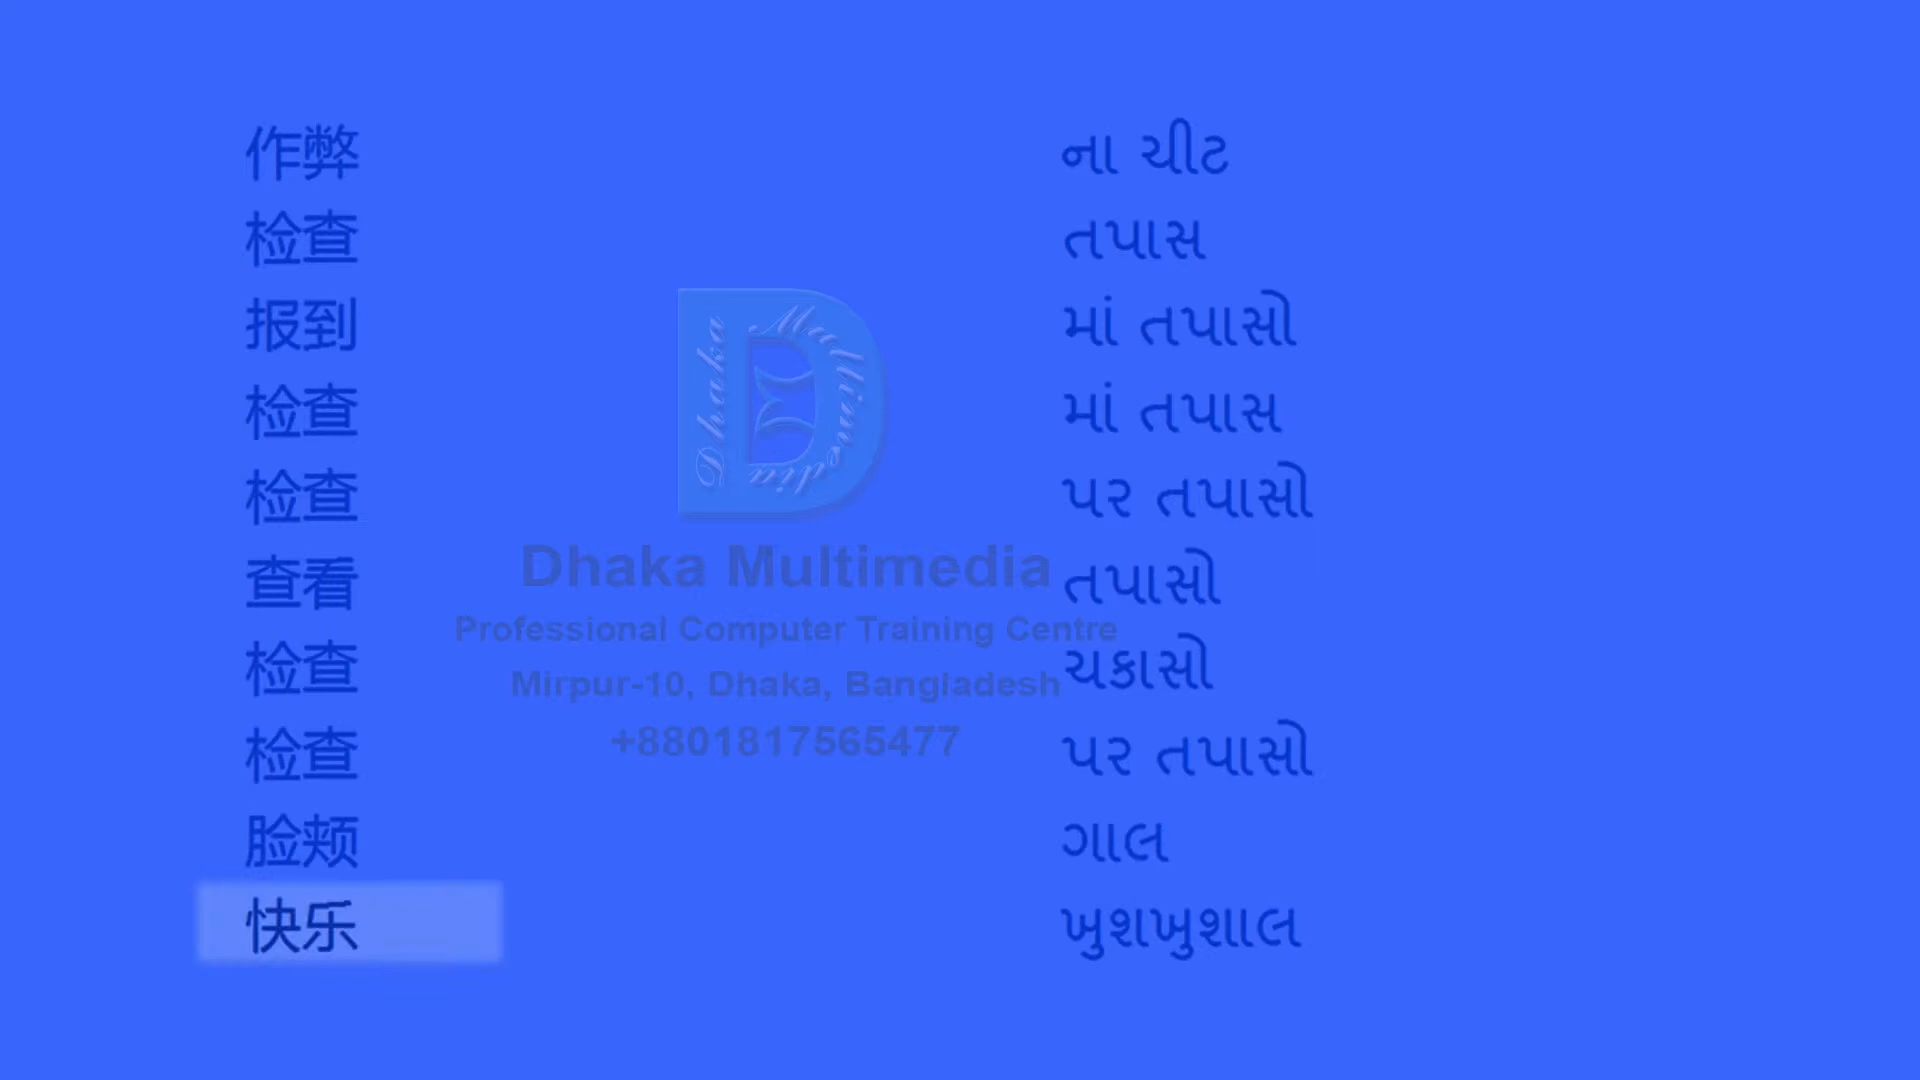 作弊 ના ચીટ
检查 તપાસ
报到 માં તપાસો
检查 માં તપાસ
检查 પર તપાસો
查看 તપાસો
检查 ચકાસો
检查 પર તપાસો
脸颊 ગાલ
快乐 ખુશખુશાલ
Dhaka Multimedia
Dhaka Multimedia
Professional Computer Training Centre
Mirpur-10, Dhaka, Bangladesh
+8801817565477